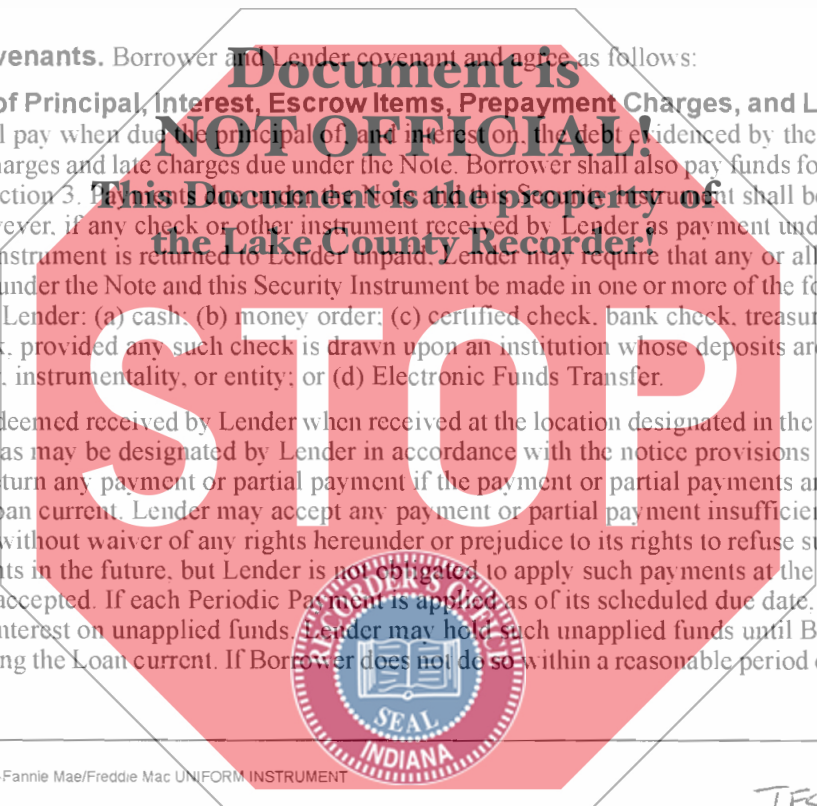 venants. Borrower and Lender covenant and agree as follows:
Document is
of Principal, Interest, Escrow Items, Prepayment Charges, and L
NOT OFFICIAL!
l pay when due the principal of, and interest on, the debt evidenced by the
arges and late charges due under the Note. Borrower shall also pay funds fo
This Document is the property of
ction 3. Payments due under the Note and this Security Instrument shall be
ever, if any check or other instrument received by Lender as payment und
the Lake County Recorder!
nstrument is returned to Lender unpaid, Lender may require that any or all
under the Note and this Security Instrument be made in one or more of the fo
Lender: (a) cash; (b) money order; (c) certified check, bank check, treasur
k, provided any such check is drawn upon an institution whose deposits are
, instrumentality, or entity; or (d) Electronic Funds Transfer.
STOP
deemed received by Lender when received at the location designated in the
as may be designated by Lender in accordance with the notice provisions
turn any payment or partial payment if the payment or partial payments ar
oan current. Lender may accept any payment or partial payment insufficien
without waiver of any rights hereunder or prejudice to its rights to refuse su
nts in the future, but Lender is not obligated to apply such payments at the
accepted. If each Periodic Payment is applied as of its scheduled due date,
nterest on unapplied funds. Lender may hold such unapplied funds until B
ng the Loan current. If Borrower does not do so within a reasonable period o
RECORDER'S OFFICE
SEAL
INDIANA
-Fannie Mae/Freddie Mac UNIFORM INSTRUMENT